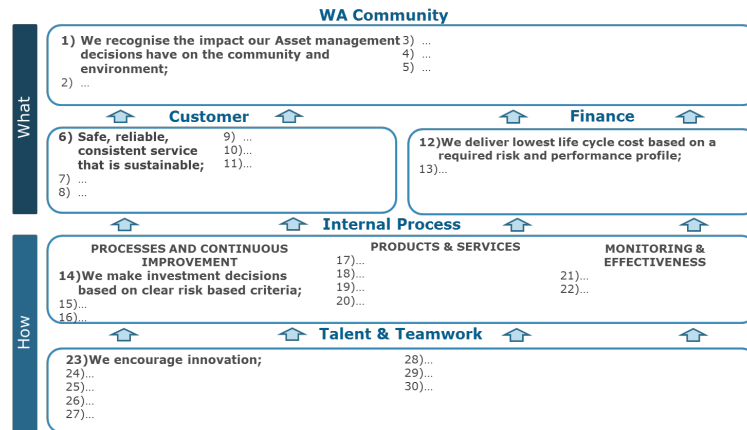 WA Community
What
1) We recognise the impact our Asset management
decisions have on the community and
environment;
2) ...
3) ...
4) ...
5) ...
Customer
6) Safe, reliable,
consistent service
that is sustainable;
7) ...
8) ...
9) ...
10)...
11)...
Finance
12)We deliver lowest life cycle cost based on a
required risk and performance profile;
13)...
How
Internal Process
PROCESSES AND CONTINUOUS
IMPROVEMENT
14)We make investment decisions
based on clear risk based criteria;
15)...
16)...
PRODUCTS & SERVICES
17)...
18)...
19)...
20)...
MONITORING &
EFFECTIVENESS
21)...
22)...
Talent & Teamwork
23)We encourage innovation;
24)...
25)...
26)...
27)...
28)...
29)...
30)...